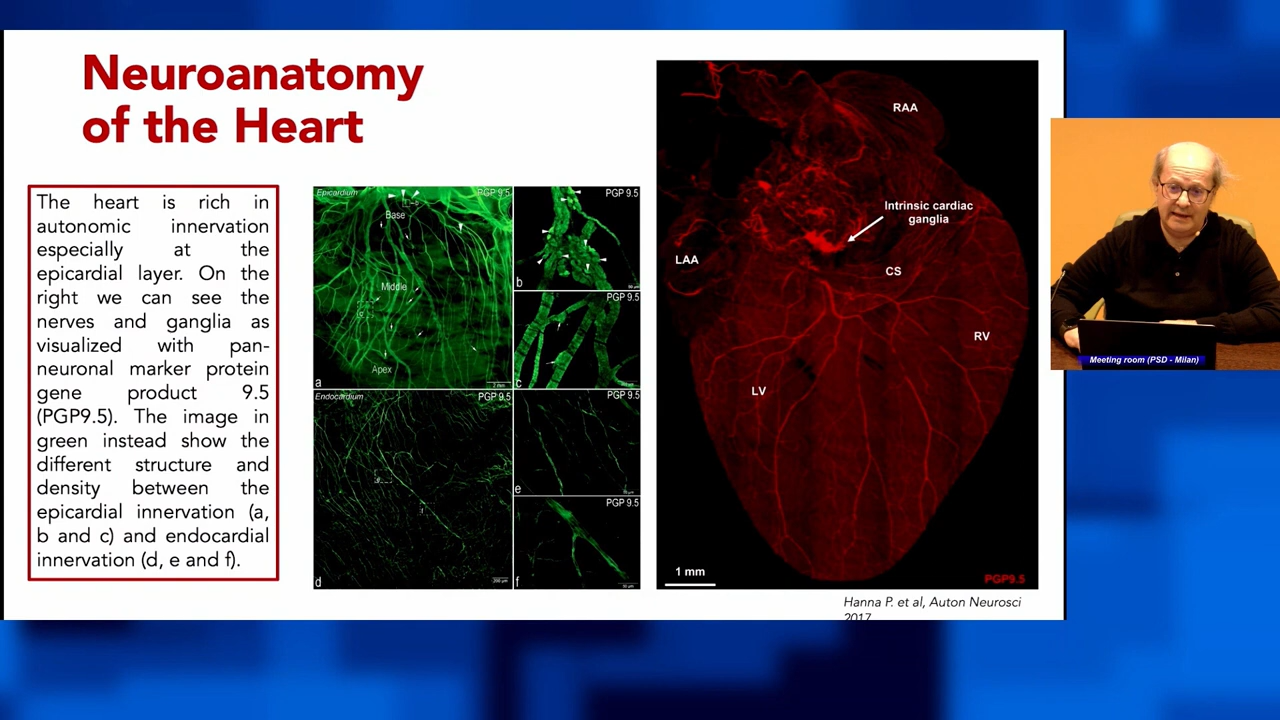 Neuroanatomy
of the Heart
The heart is rich in
autonomic innervation
especially at the
epicardial layer. On the
right we can see the
nerves and ganglia as
visualized with pan-
neuronal marker protein
gene product 9.5
(PGP9.5). The image in
green instead show the
different structure and
density between the
epicardial innervation (a,
b and c) and endocardial
innervation (d, e and f).
Epicardium
PGP 9.5
Base
Middle
Apex
a
2 mm
PGP 9.5
b
PGP 9.5
c
Endocardium
PGP 9.5
d
200 µm
PGP 9.5
e
PGP 9.5
f
RAA
Intrinsic cardiac
ganglia
LAA
CS
RV
LV
1 mm
PGP9.5
Hanna P. et al, Auton Neurosci
2017
Meeting room (PSD - Milan)